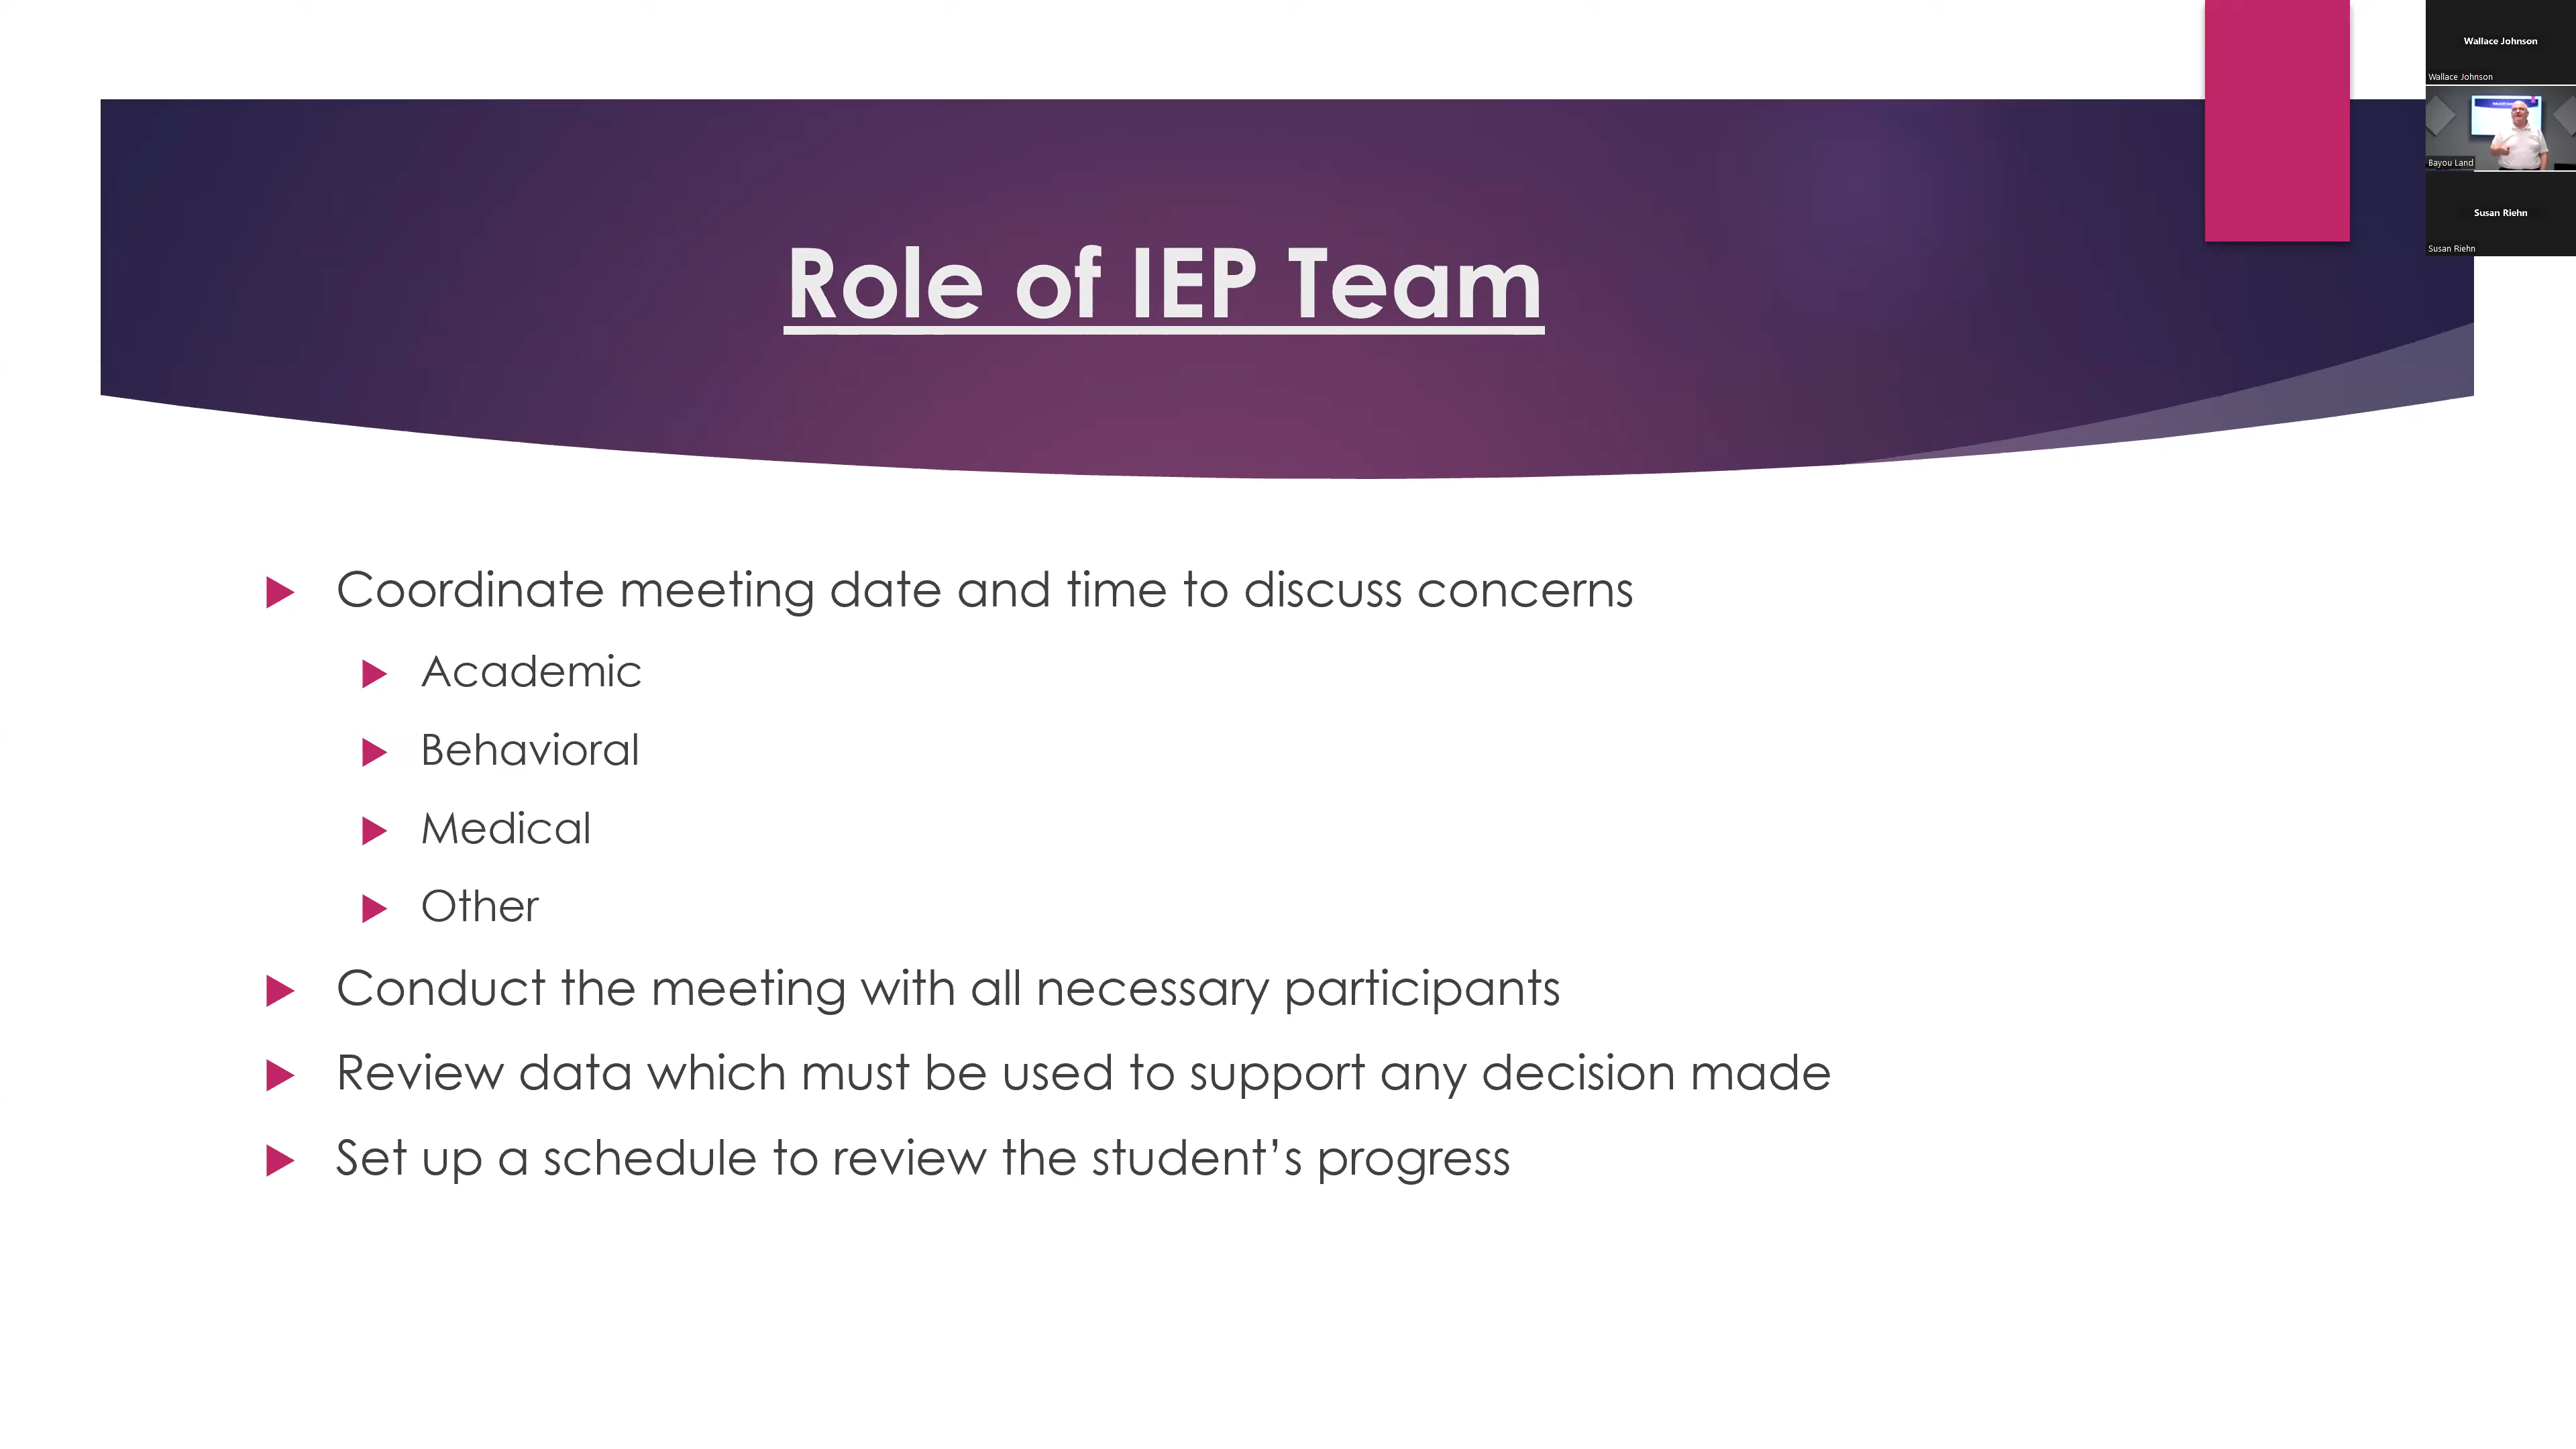 Wallace Johnson
Wallace Johnson
Bayou Land
Susan Riehn
Susan Riehn
Role of IEP Team
Coordinate meeting date and time to discuss concerns
Academic
Behavioral
Medical
Other
Conduct the meeting with all necessary participants
Review data which must be used to support any decision made
Set up a schedule to review the student’s progress